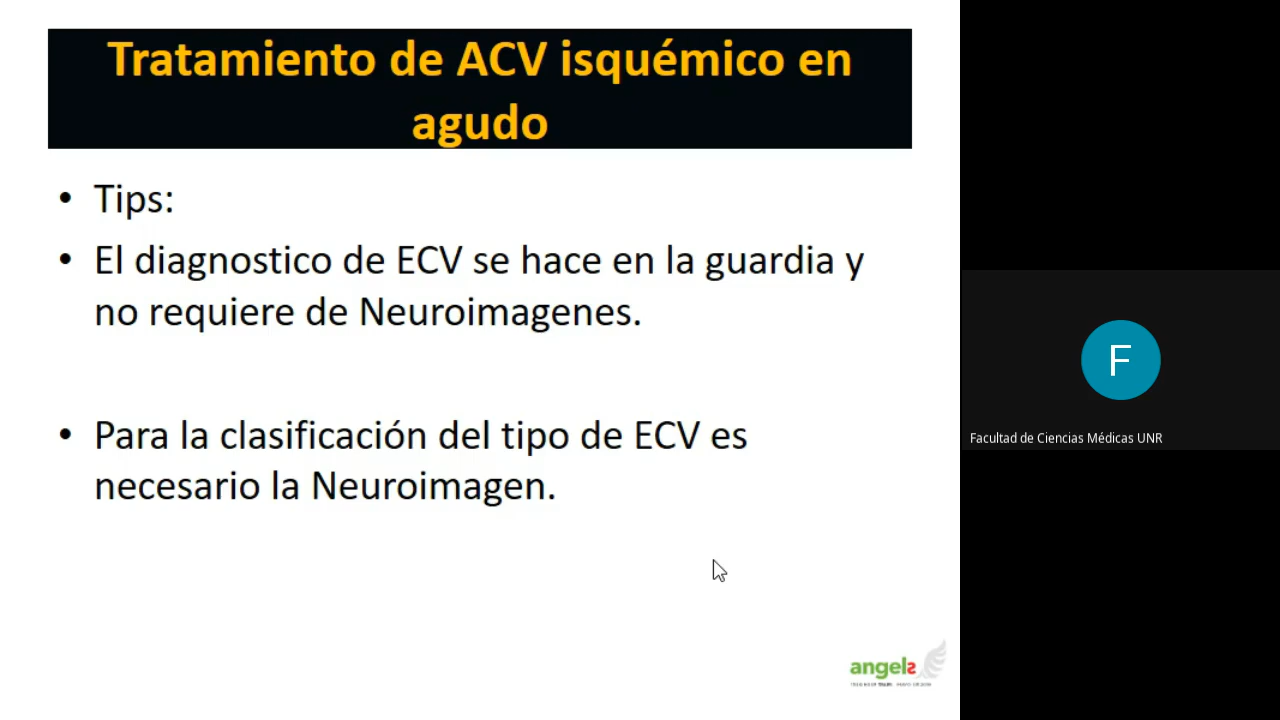 Tratamiento de ACV isquémico en
agudo
• Tips:
• El diagnostico de ECV se hace en la guardia y
no requiere de Neuroimagenes.
• Para la clasificación del tipo de ECV es
necesario la Neuroimagen.
F
Facultad de Ciencias Médicas UNR
angels